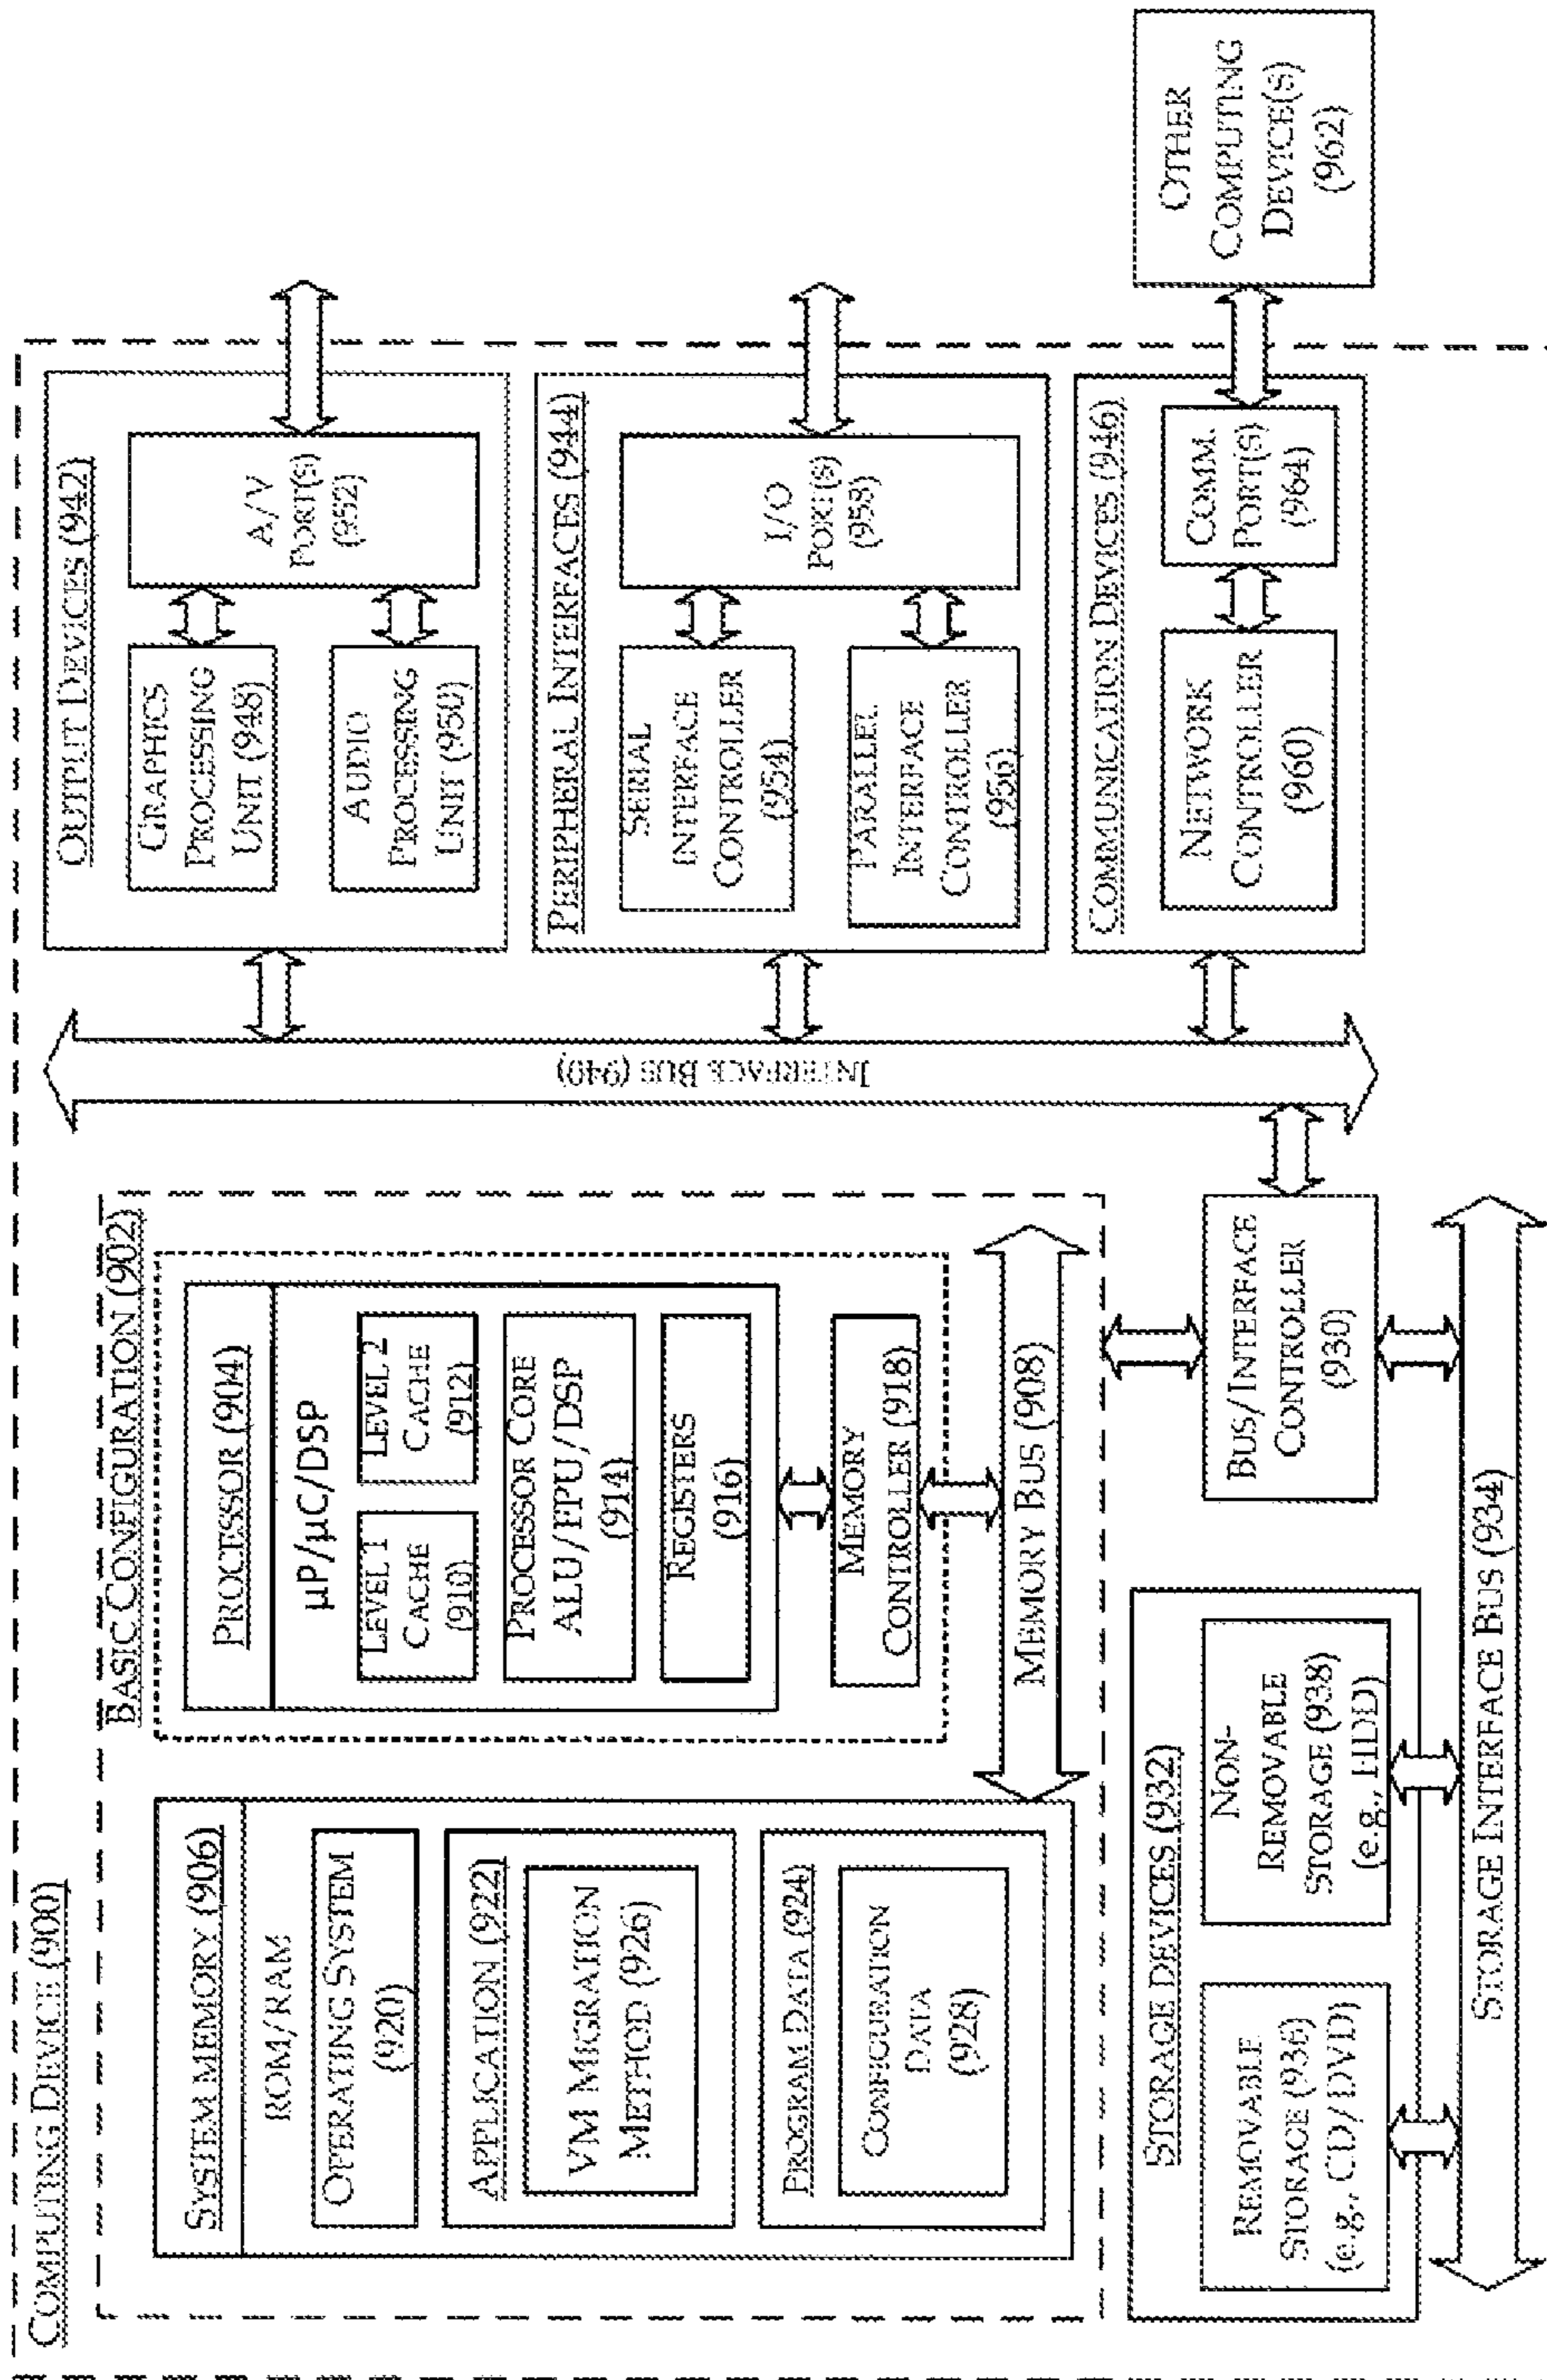 COMPUTING DEVICE (900)
BASIC CONFIGURATION (902)
SYSTEM MEMORY (906)
ROM/RAM
OPERATING SYSTEM
(920)
APPLICATION (922)
VM MIGRATION
METHOD (926)
PROGRAM DATA (924)
CONFIGURATION
DATA
(928)
PROCESSOR (904)
µP/µC/DSP
LEVEL 1
CACHE
(910)
LEVEL 2
CACHE
(912)
PROCESSOR CORE
ALU/FPU/DSP
(914)
REGISTERS
(916)
MEMORY
CONTROLLER (918)
MEMORY BUS (908)
STORAGE DEVICES (932)
REMOVABLE
STORAGE (936)
(e.g., CD/DVD)
NON-
REMOVABLE
STORAGE (938)
(e.g., HDD)
BUS/INTERFACE
CONTROLLER
(930)
STORAGE INTERFACE BUS (934)
INTERFACE BUS (940)
OUTPUT DEVICES (942)
GRAPHICS
PROCESSING
UNIT (948)
AUDIO
PROCESSING
UNIT (950)
A/V
PORT(S)
(952)
PERIPHERAL INTERFACES (944)
SERIAL
INTERFACE
CONTROLLER
(954)
PARALLEL
INTERFACE
CONTROLLER
(956)
I/O
PORT(S)
(958)
COMMUNICATION DEVICES (946)
NETWORK
CONTROLLER
(960)
COMM.
PORT(S)
(964)
OTHER
COMPUTING
DEVICE(S)
(962)